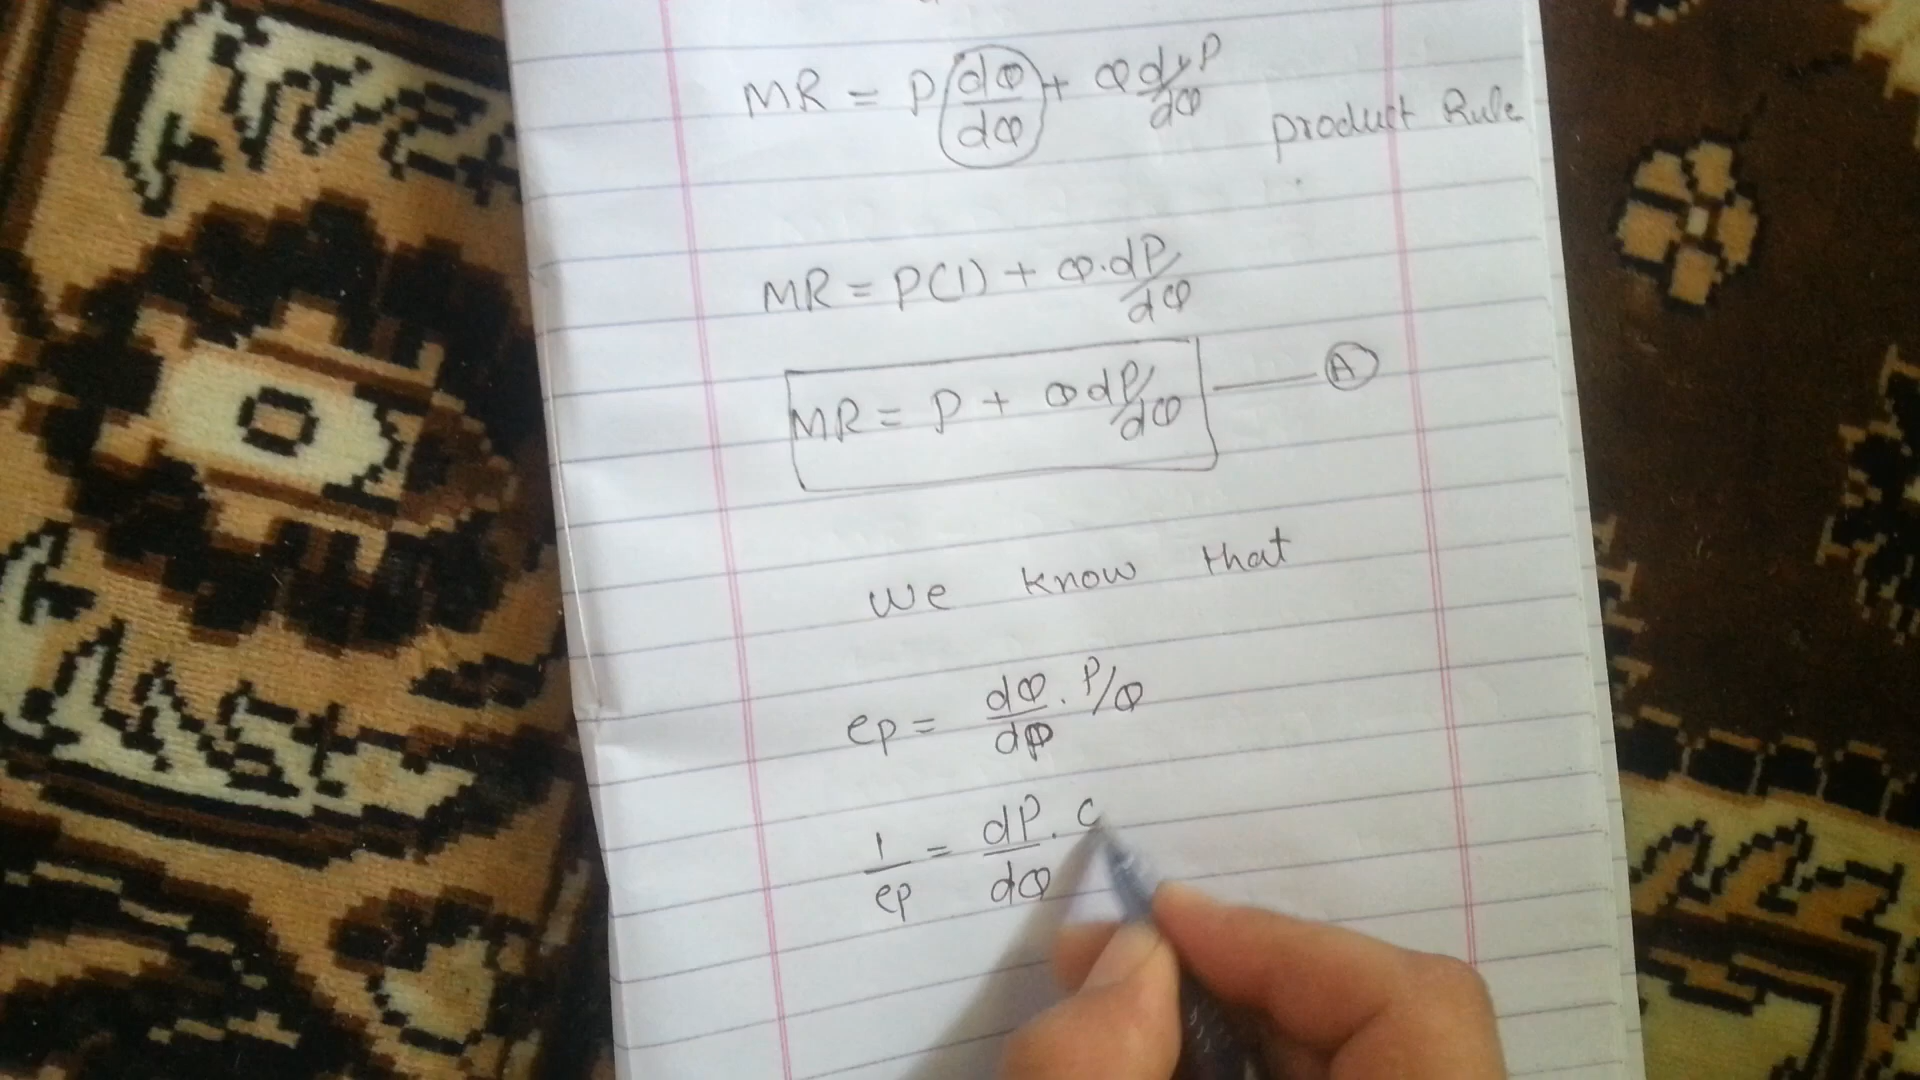 MR = P(dQ/dQ) + Q dP/dQ product Rule
MR = P(1) + Q.dP/dQ
MR = P + Q dP/dQ — A
we know that
ep = dQ/dP . P/Q
1/ep = dP/dQ .